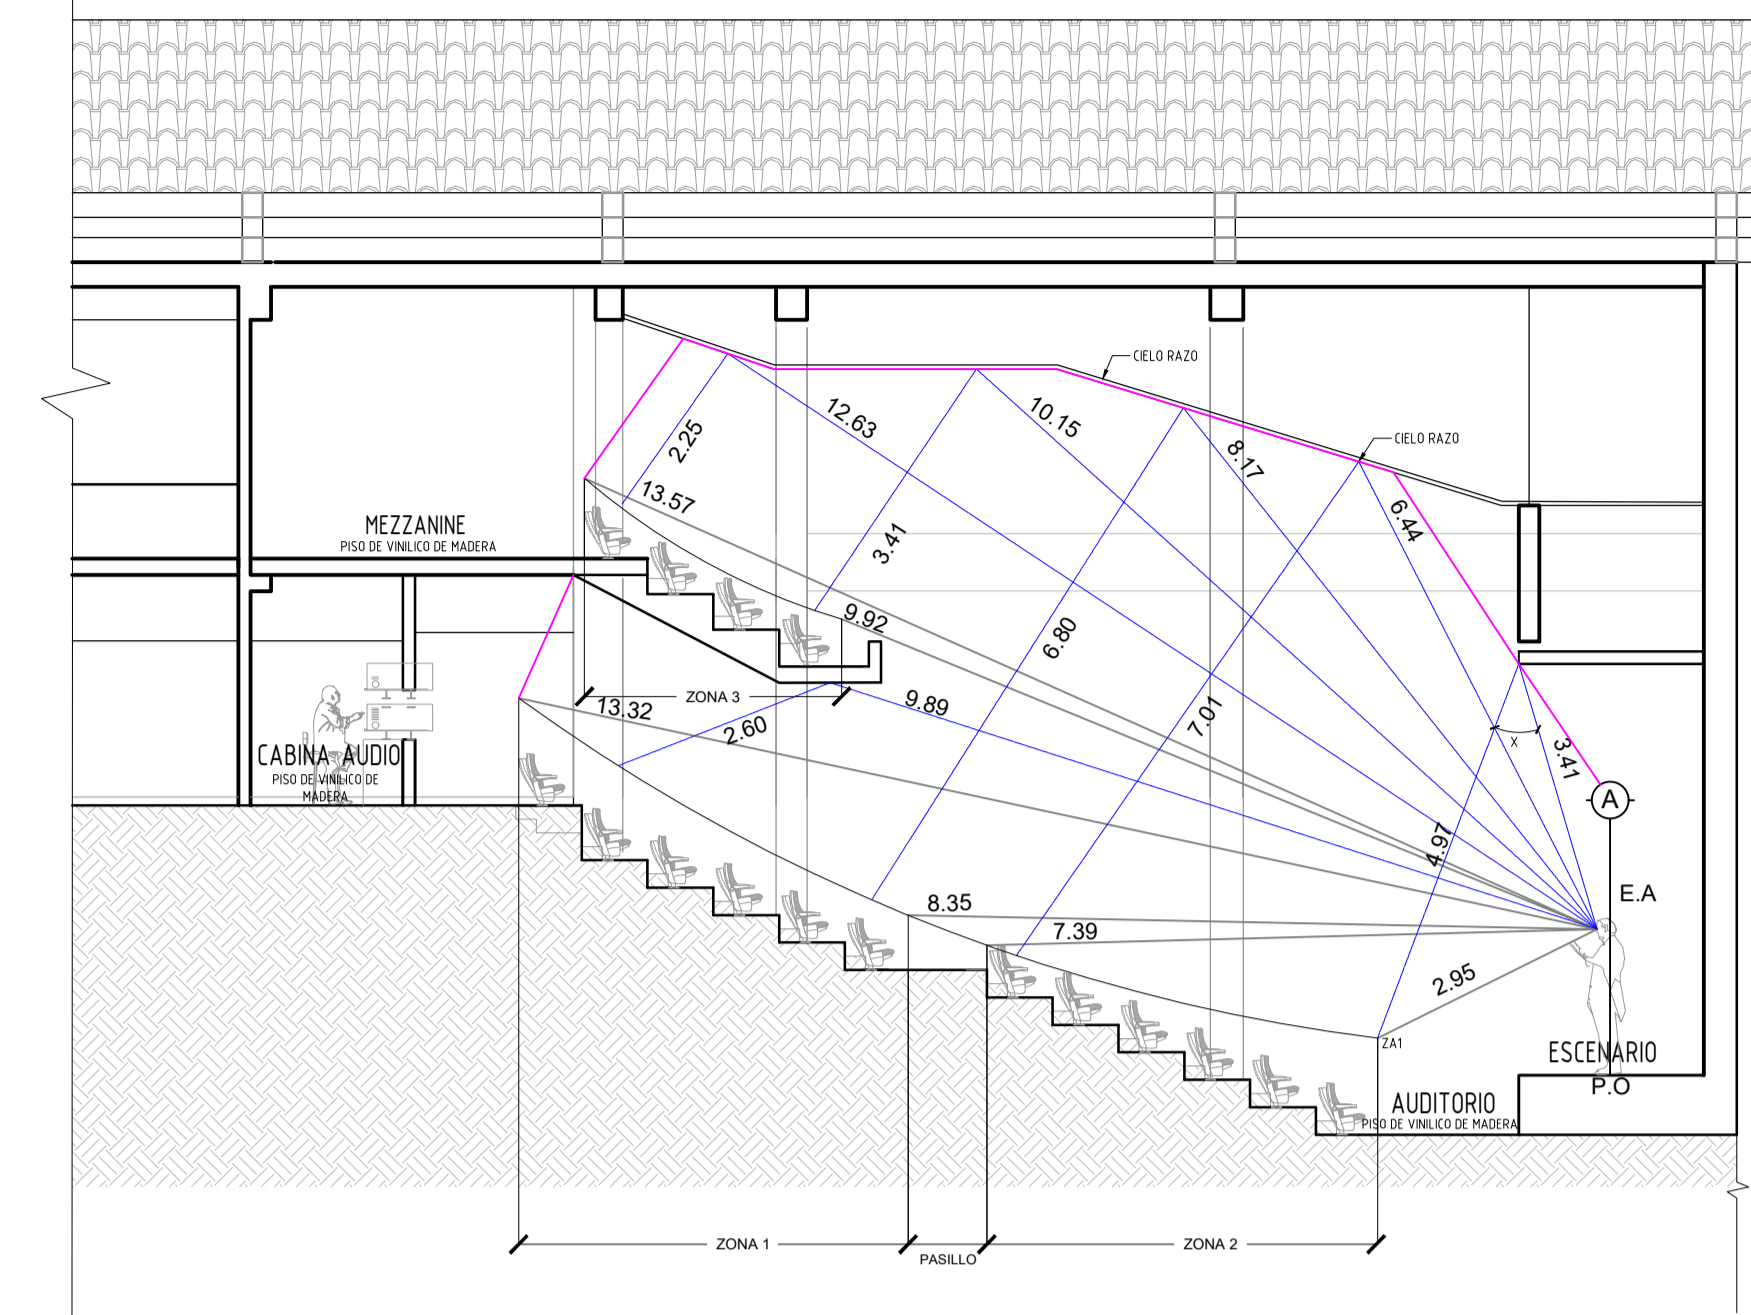 CIELO RAZO
12.63
10.15
CIELO RAZO
2.25
8.17
13.57
6.44
MEZZANINE
PISO DE VINILICO DE MADERA
3.41
9.92
6.80
ZONA 3
13.32
2.60
9.89
7.01
X
3.41
CABINA AUDIO
PISO DE VINILICO DE
MADERA
A
4.97
E.A
8.35
7.39
2.95
ZA1
ESCENARIO
P.O
AUDITORIO
PISO DE VINILICO DE MADERA
ZONA 1
PASILLO
ZONA 2